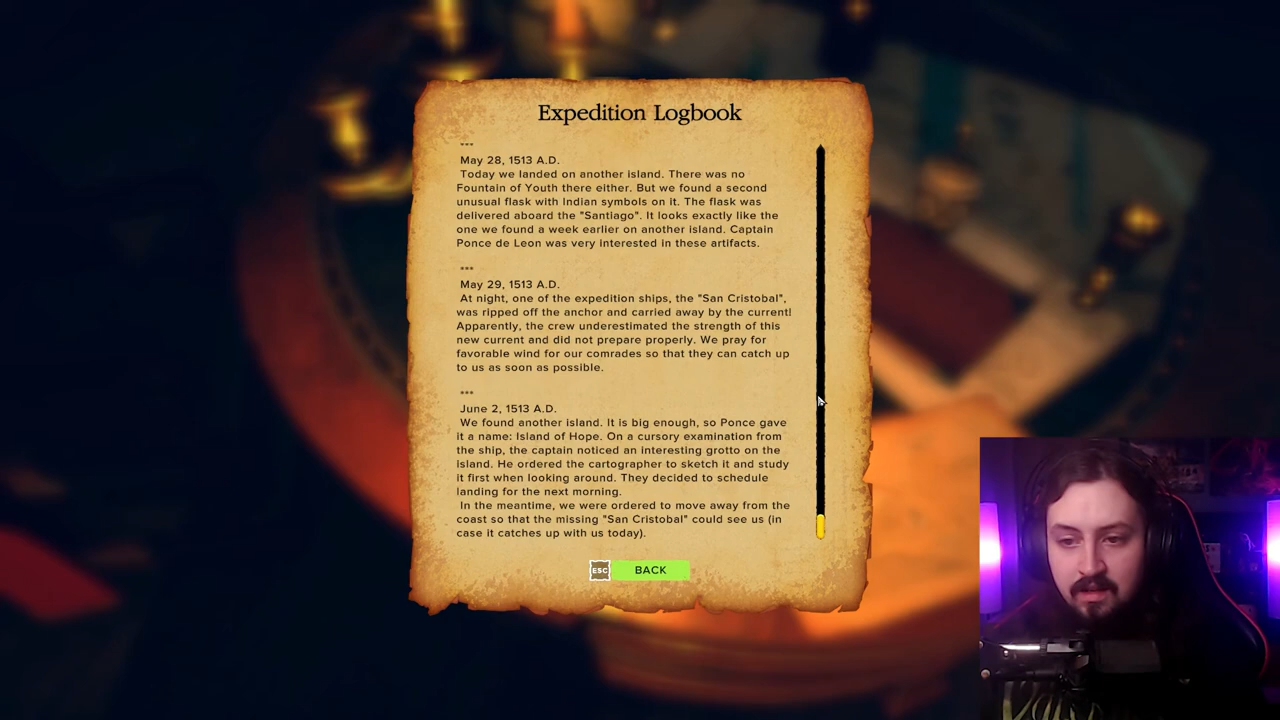 Expedition Logbook
***
May 28, 1513 A.D.
Today we landed on another island. There was no
Fountain of Youth there either. But we found a second
unusual flask with Indian symbols on it. The flask was
delivered aboard the "Santiago". It looks exactly like the
one we found a week earlier on another island. Captain
Ponce de Leon was very interested in these artifacts.
***
May 29, 1513 A.D.
At night, one of the expedition ships, the "San Cristobal",
was ripped off the anchor and carried away by the current!
Apparently, the crew underestimated the strength of this
new current and did not prepare properly. We pray for
favorable wind for our comrades so that they can catch up
to us as soon as possible.
***
June 2, 1513 A.D.
We found another island. It is big enough, so Ponce gave
it a name: Island of Hope. On a cursory examination from
the ship, the captain noticed an interesting grotto on the
island. He ordered the cartographer to sketch it and study
it first when looking around. They decided to schedule
landing for the next morning.
In the meantime, we were ordered to move away from the
coast so that the missing "San Cristobal" could see us (in
case it catches up with us today).
ESC BACK